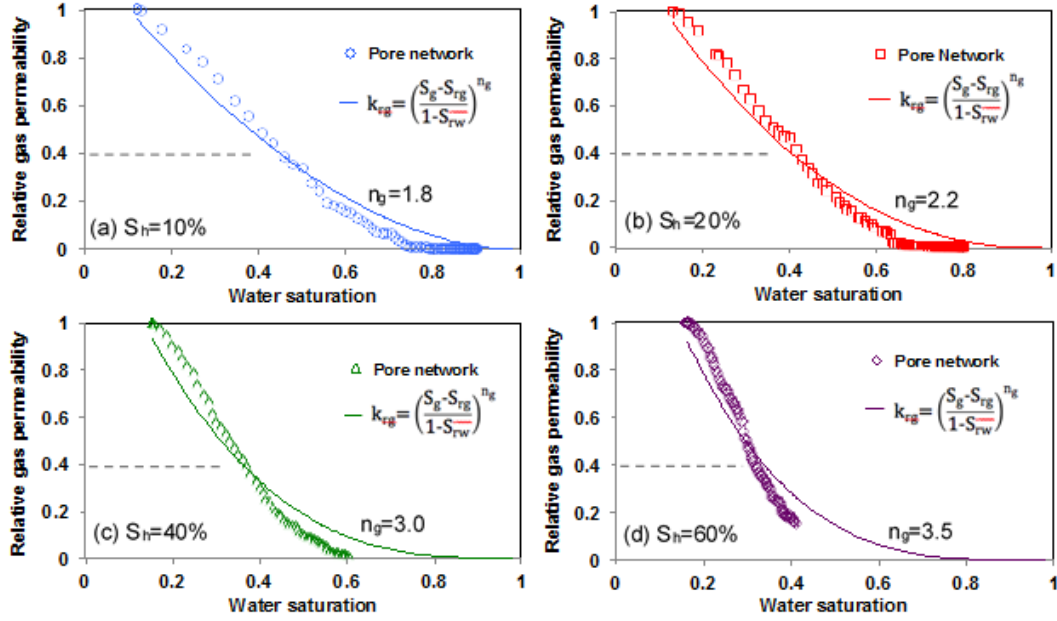 Relative gas permeability
1
0.8
0.6
0.4
0.2
0
Pore network
k_rg=((S_g-S_rg)/(1-S_rw))^n_g
n_g=1.8
(a) S_h=10%
0 0.2 0.4 0.6 0.8 1
Water saturation
Relative gas permeability
1
0.8
0.6
0.4
0.2
0
Pore Network
k_rg=((S_g-S_rg)/(1-S_rw))^n_g
n_g=2.2
(b) S_h=20%
0 0.2 0.4 0.6 0.8 1
Water saturation
Relative gas permeability
1
0.8
0.6
0.4
0.2
0
Pore network
k_rg=((S_g-S_rg)/(1-S_rw))^n_g
n_g=3.0
(c) S_h=40%
0 0.2 0.4 0.6 0.8 1
Water saturation
Relative gas permeability
1
0.8
0.6
0.4
0.2
0
Pore network
k_rg=((S_g-S_rg)/(1-S_rw))^n_g
n_g=3.5
(d) S_h=60%
0 0.2 0.4 0.6 0.8 1
Water saturation